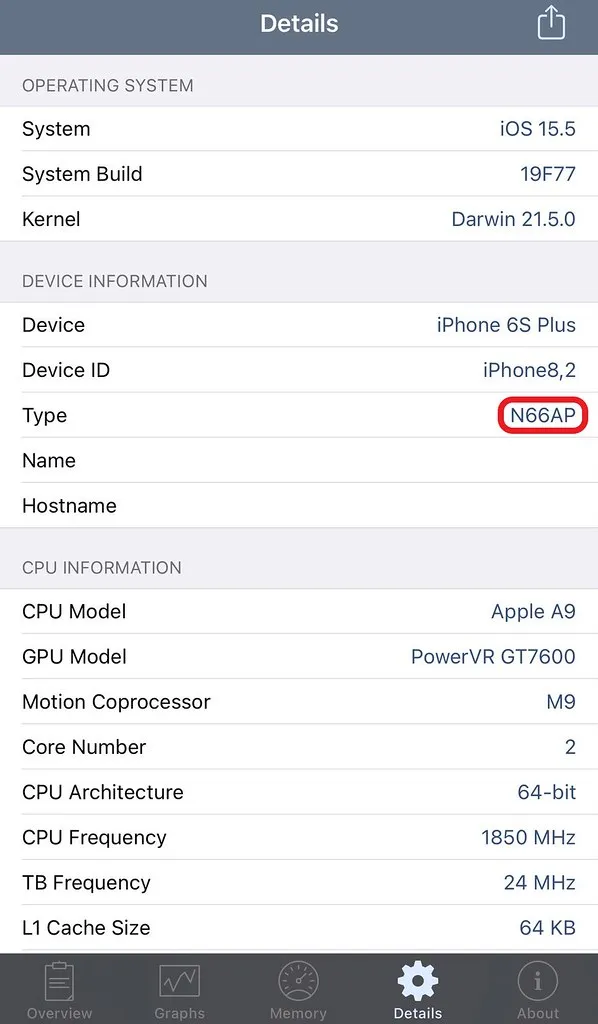 Details
OPERATING SYSTEM
System iOS 15.5
System Build 19F77
Kernel Darwin 21.5.0
DEVICE INFORMATION
Device iPhone 6S Plus
Device ID iPhone8,2
Type N66AP
Name
Hostname
CPU INFORMATION
CPU Model Apple A9
GPU Model PowerVR GT7600
Motion Coprocessor M9
Core Number 2
CPU Architecture 64-bit
CPU Frequency 1850 MHz
TB Frequency 24 MHz
L1 Cache Size 64 KB
Overview Graphs Memory Details About